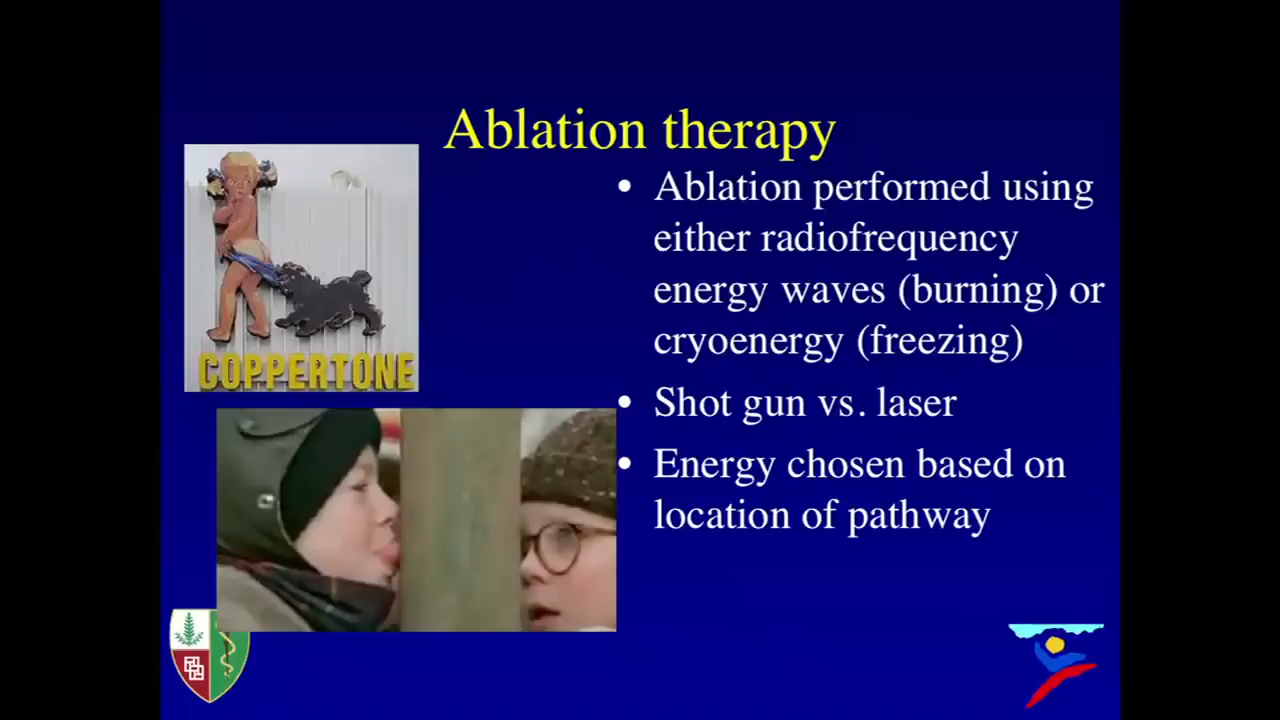 Ablation therapy
COPPERTONE
• Ablation performed using
either radiofrequency
energy waves (burning) or
cryoenergy (freezing)
• Shot gun vs. laser
• Energy chosen based on
location of pathway